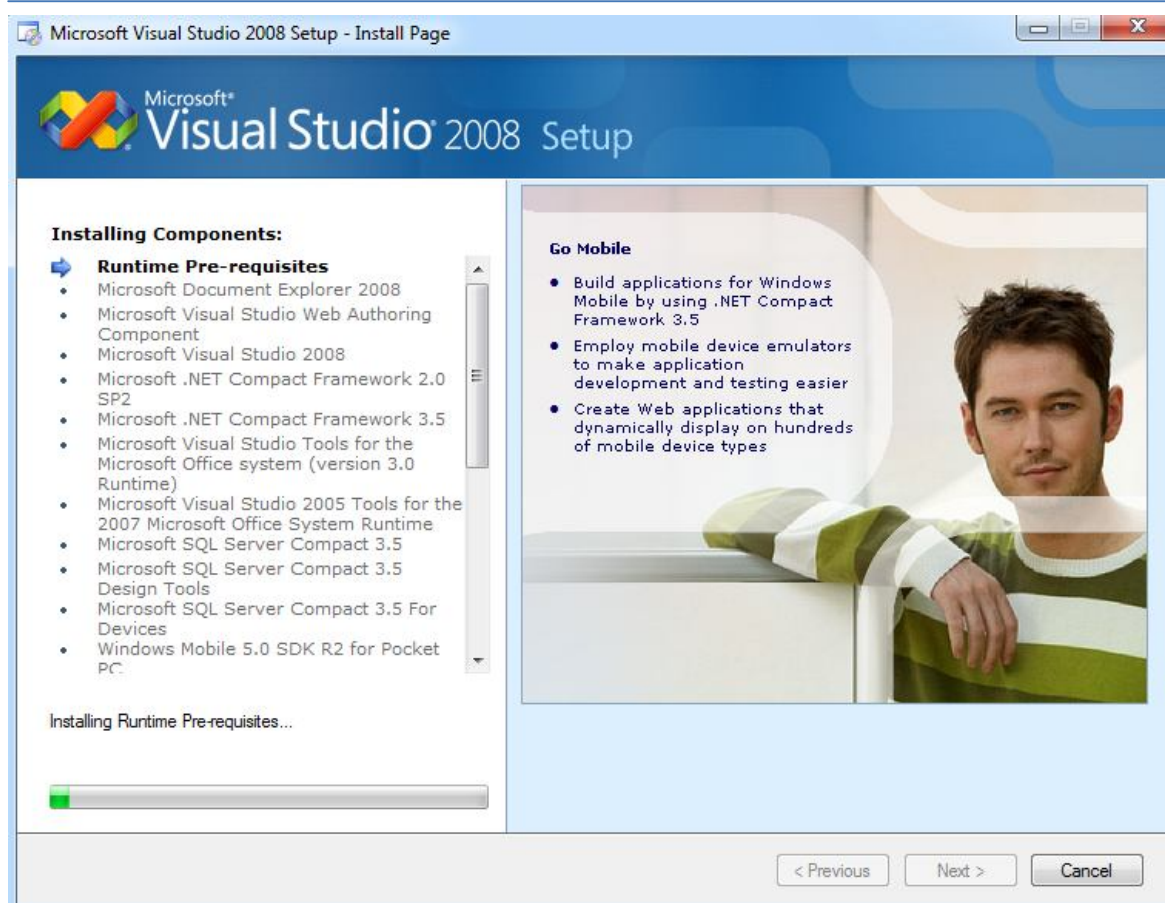 Microsoft Visual Studio 2008 Setup - Install Page
Microsoft®
Visual Studio® 2008 Setup
Installing Components:
Runtime Pre-requisites
Microsoft Document Explorer 2008
Microsoft Visual Studio Web Authoring
Component
Microsoft Visual Studio 2008
Microsoft .NET Compact Framework 2.0
SP2
Microsoft .NET Compact Framework 3.5
Microsoft Visual Studio Tools for the
Microsoft Office system (version 3.0
Runtime)
Microsoft Visual Studio 2005 Tools for the
2007 Microsoft Office System Runtime
Microsoft SQL Server Compact 3.5
Microsoft SQL Server Compact 3.5
Design Tools
Microsoft SQL Server Compact 3.5 For
Devices
Windows Mobile 5.0 SDK R2 for Pocket
PC
Installing Runtime Pre-requisites...
Go Mobile
• Build applications for Windows
Mobile by using .NET Compact
Framework 3.5
• Employ mobile device emulators
to make application
development and testing easier
• Create Web applications that
dynamically display on hundreds
of mobile device types
< Previous
Next >
Cancel